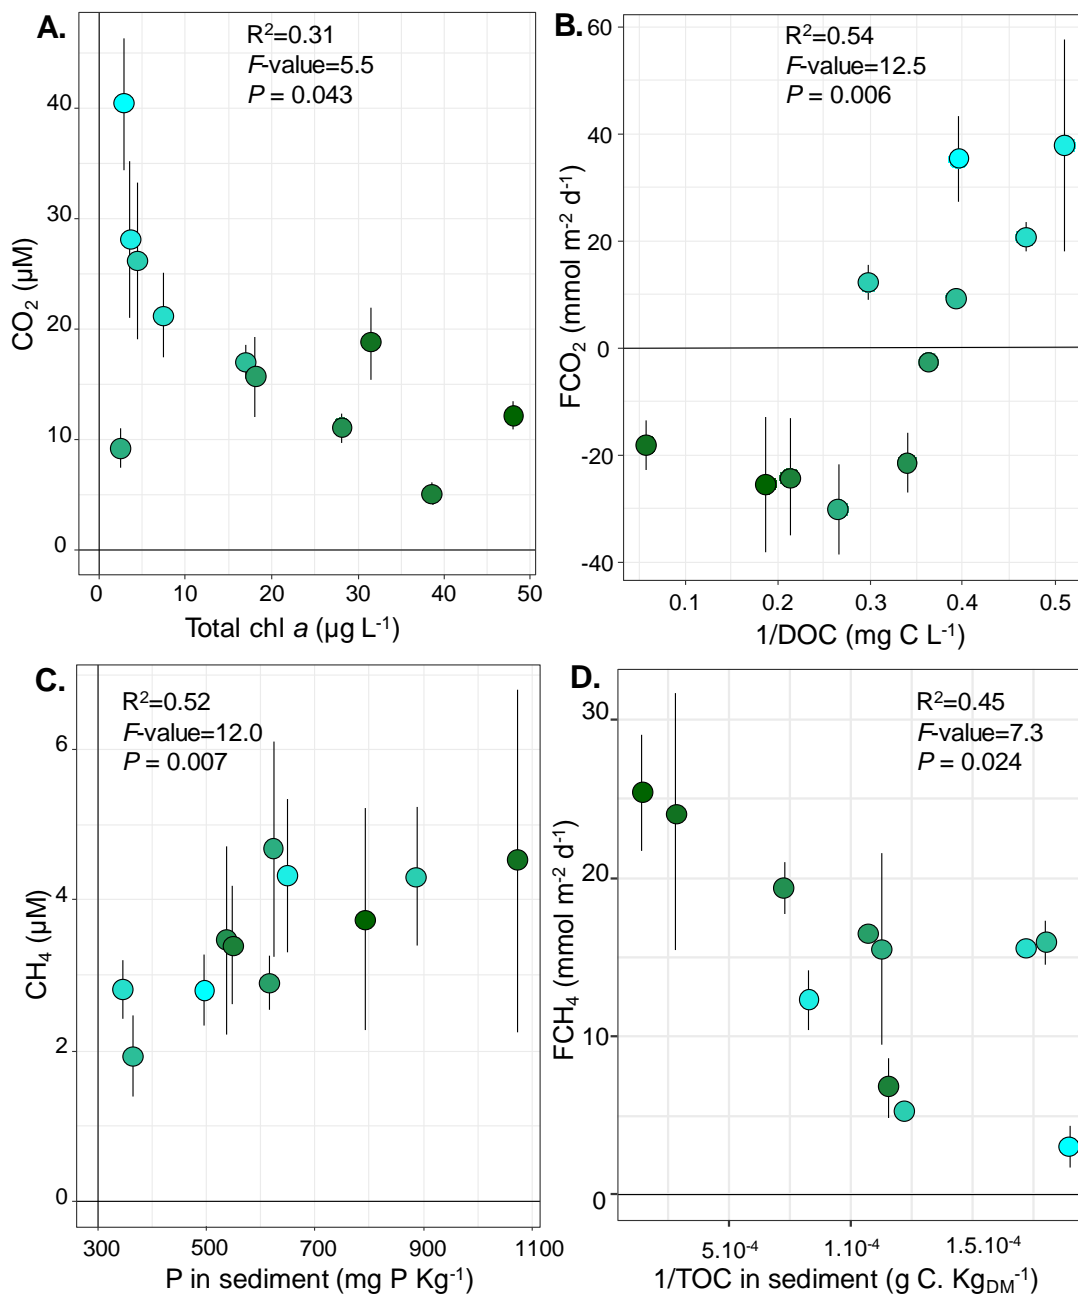 A.
R²=0.31
F-value=5.5
P = 0.043
CO₂ (µM)
40
30
20
10
0
0 10 20 30 40 50
Total chl a (µg L⁻¹)
B.
R²=0.54
F-value=12.5
P = 0.006
FCO₂ (mmol m⁻² d⁻¹)
60
40
20
0
-20
-40
0.1 0.2 0.3 0.4 0.5
1/DOC (mg C L⁻¹)
C.
R²=0.52
F-value=12.0
P = 0.007
CH₄ (µM)
6
4
2
0
300 500 700 900 1100
P in sediment (mg P Kg⁻¹)
D.
R²=0.45
F-value=7.3
P = 0.024
FCH₄ (mmol m⁻² d⁻¹)
30
20
10
0
5.10⁻⁴ 1.10⁻⁴ 1.5.10⁻⁴
1/TOC in sediment (g C. Kg_DM⁻¹)